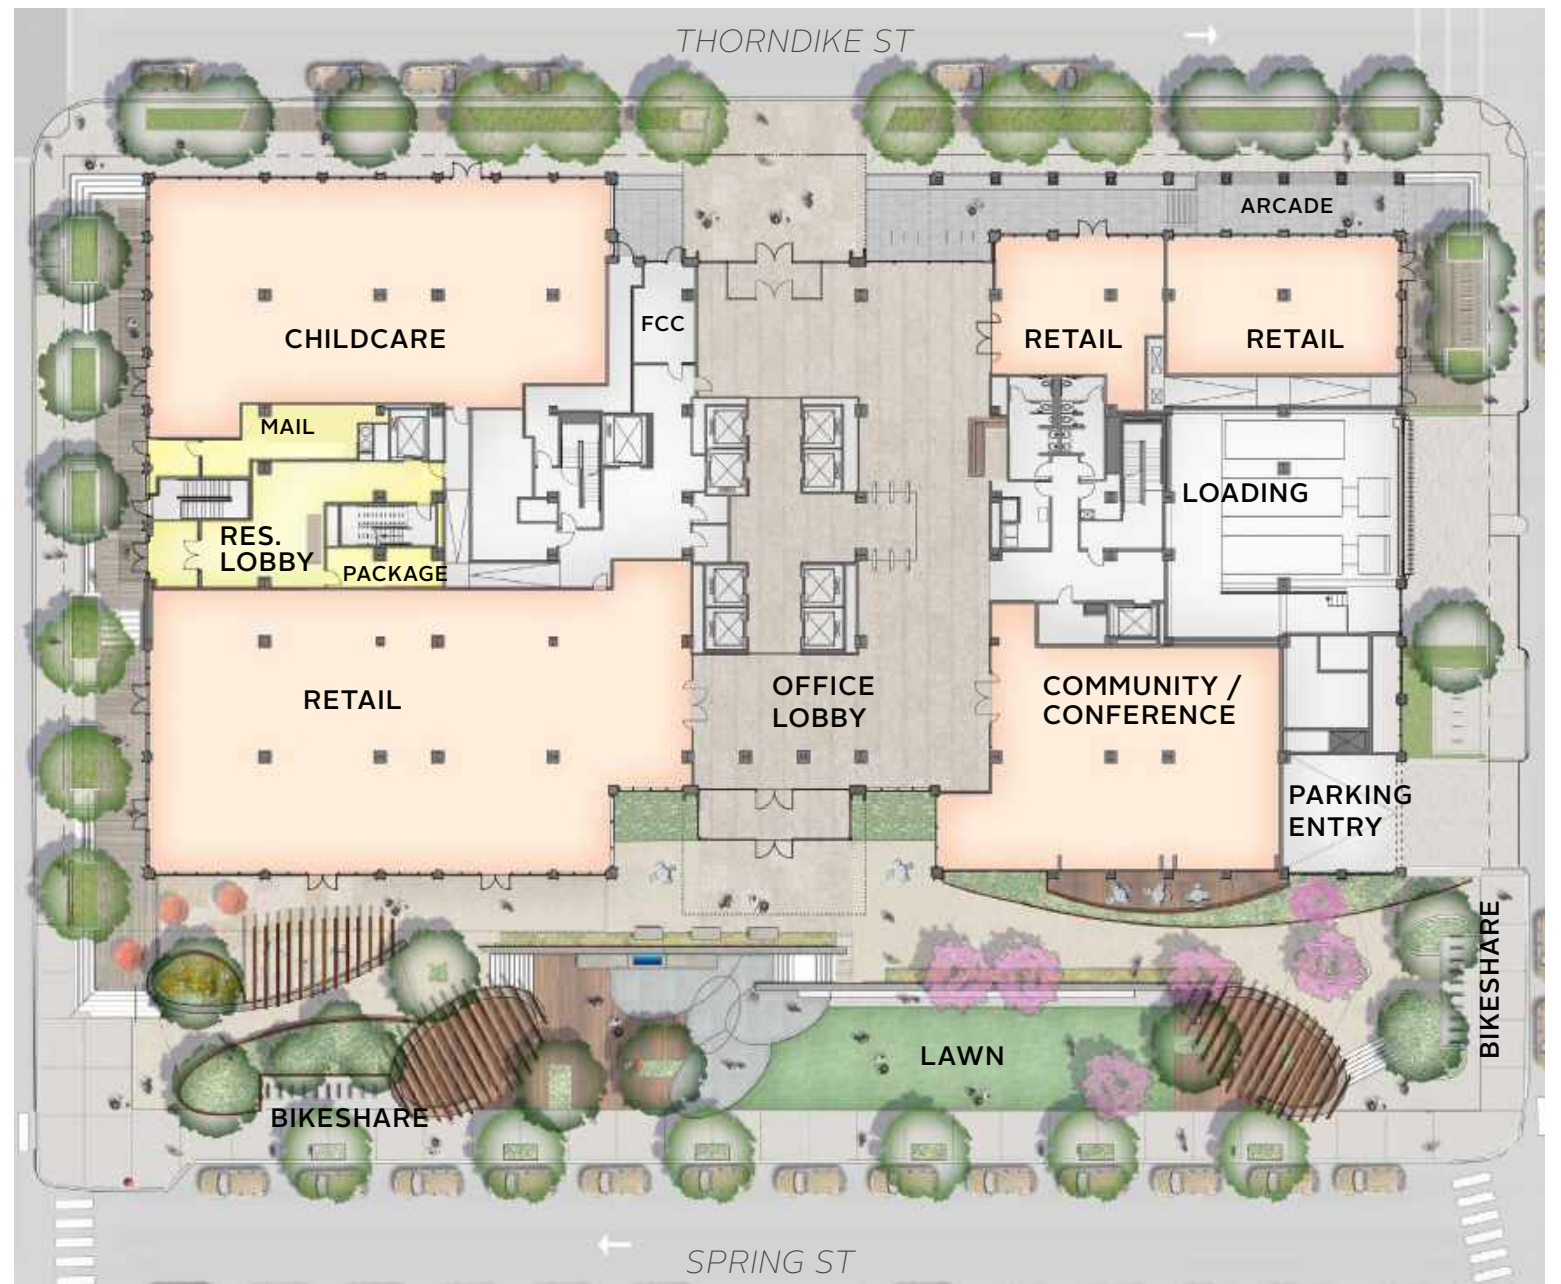 THORNDIKE ST
ARCADE
CHILDCARE
FCC
RETAIL
RETAIL
MAIL
LOADING
RES.
LOBBY
PACKAGE
RETAIL
OFFICE
LOBBY
COMMUNITY /
CONFERENCE
PARKING
ENTRY
BIKESHARE
LAWN
BIKESHARE
SPRING ST